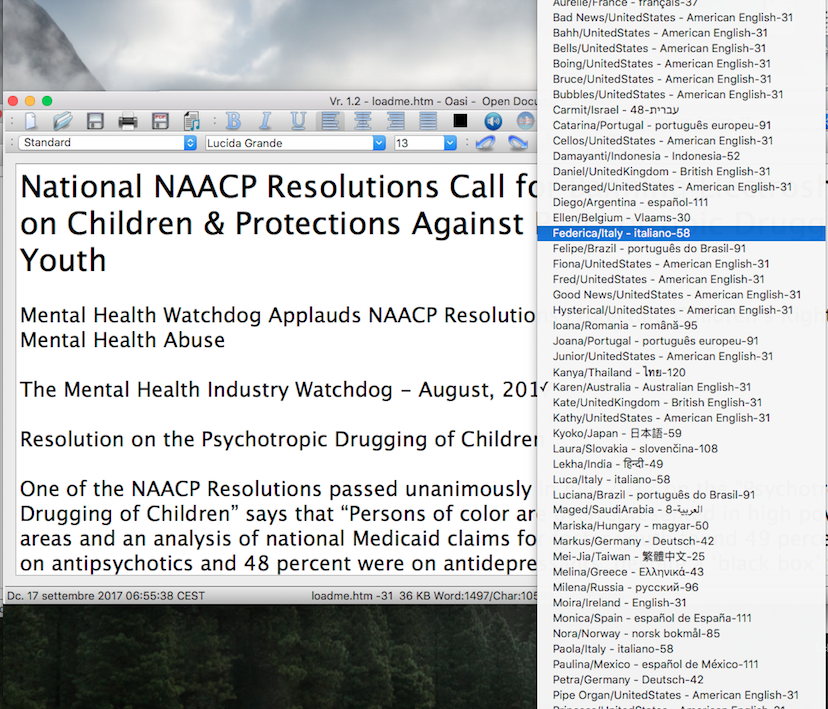 Vr. 1.2 - loadme.htm - Oasi - Open Docu
B I U
PDF
Standard Lucida Grande 13
National NAACP Resolutions Call fo
on Children & Protections Against
Youth
Mental Health Watchdog Applauds NAACP Resolutio
Mental Health Abuse
The Mental Health Industry Watchdog – August, 201
Resolution on the Psychotropic Drugging of Children
One of the NAACP Resolutions passed unanimously
Drugging of Children” says that “Persons of color are
areas and an analysis of national Medicaid claims fo
on antipsychotics and 48 percent were on antidepres
Dc. 17 settembre 2017 06:55:38 CEST loadme.htm -31 36 KB Word:1497/Char:105
Aurelie/France - français-37
Bad News/UnitedStates - American English-31
Bahh/UnitedStates - American English-31
Bells/UnitedStates - American English-31
Boing/UnitedStates - American English-31
Bruce/UnitedStates - American English-31
Bubbles/UnitedStates - American English-31
Carmit/Israel - עברית-48
Catarina/Portugal - português europeu-91
Cellos/UnitedStates - American English-31
Damayanti/Indonesia - Indonesia-52
Daniel/UnitedKingdom - British English-31
Deranged/UnitedStates - American English-31
Diego/Argentina - español-111
Ellen/Belgium - Vlaams-30
Federica/Italy - italiano-58
Felipe/Brazil - português do Brasil-91
Fiona/UnitedStates - American English-31
Fred/UnitedStates - American English-31
Good News/UnitedStates - American English-31
Hysterical/UnitedStates - American English-31
Ioana/Romania - română-95
Joana/Portugal - português europeu-91
Junior/UnitedStates - American English-31
Kanya/Thailand - ไทย-120
✓ Karen/Australia - Australian English-31
Kate/UnitedKingdom - British English-31
Kathy/UnitedStates - American English-31
Kyoko/Japan - 日本語-59
Laura/Slovakia - slovenčina-108
Lekha/India - हिन्दी-49
Luca/Italy - italiano-58
Luciana/Brazil - português do Brasil-91
Maged/SaudiArabia - العربية-8
Mariska/Hungary - magyar-50
Markus/Germany - Deutsch-42
Mei-Jia/Taiwan - 繁體中文-25
Melina/Greece - Ελληνικά-43
Milena/Russia - русский-96
Moira/Ireland - English-31
Monica/Spain - español de España-111
Nora/Norway - norsk bokmål-85
Paola/Italy - italiano-58
Paulina/Mexico - español de México-111
Petra/Germany - Deutsch-42
Pipe Organ/UnitedStates - American English-31
Princess/UnitedStates - American English-31